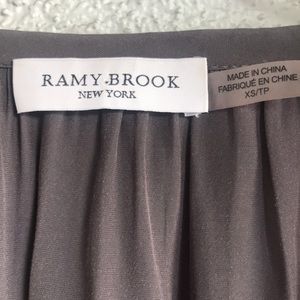 RAMY BROOK
NEW YORK
MADE IN CHINA
FABRIQUÉ EN CHINE
XS/TP